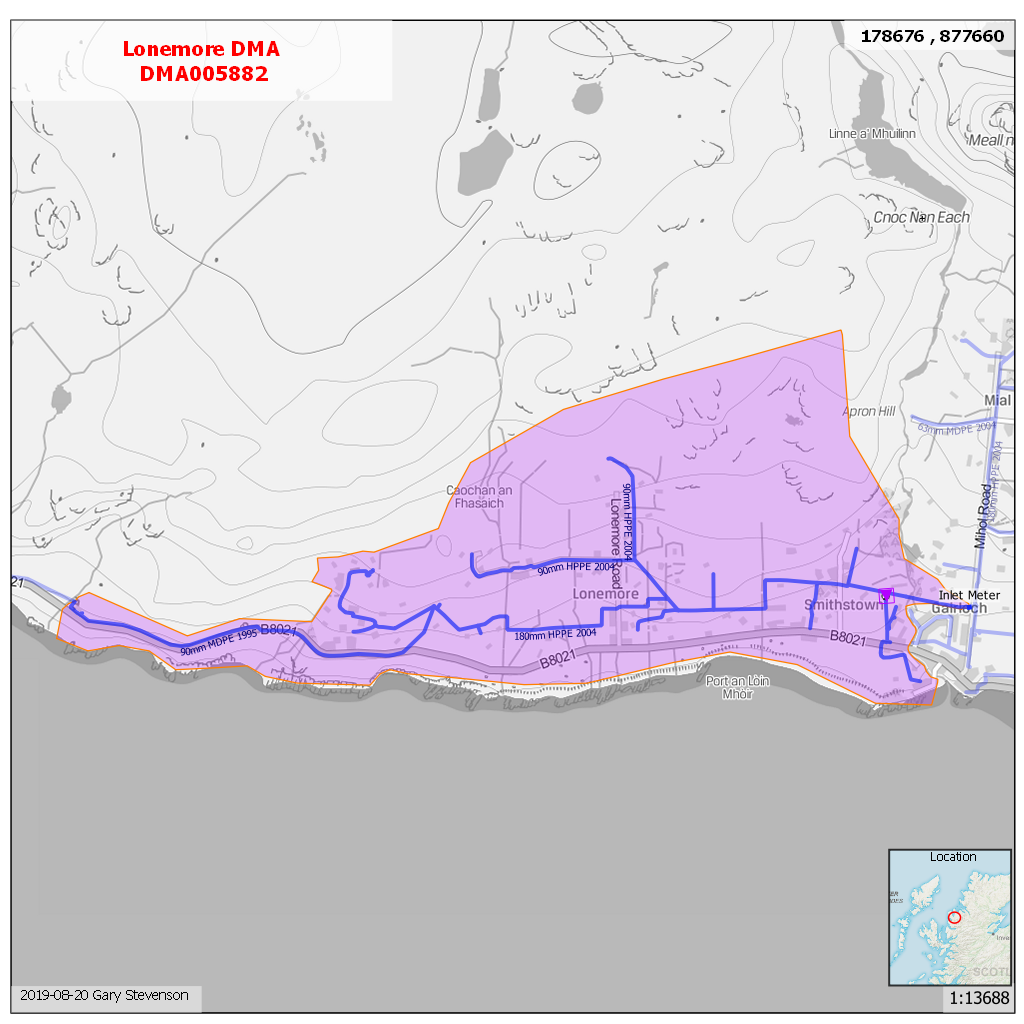 Lonemore DMA
DMA005882
178676 , 877660
Linne a' Mhuilinn
Meall n
Cnoc Nan Each
Mial
Apron Hill
63mm MDPE 2004
HPPE 2004
Mihol Road
Caochan an
Fhasaich
90mm HPPE 2004
Lonemore Road
90mm HPPE 2004
Lonemore
Inlet Meter
Smithstown
Gairloch
21
B8021
90mm MDPE 1995
180mm HPPE 2004
B8021
B8021
Port an Lòin
Mhòir
Location
SCOTL
2019-08-20 Gary Stevenson
1:13688